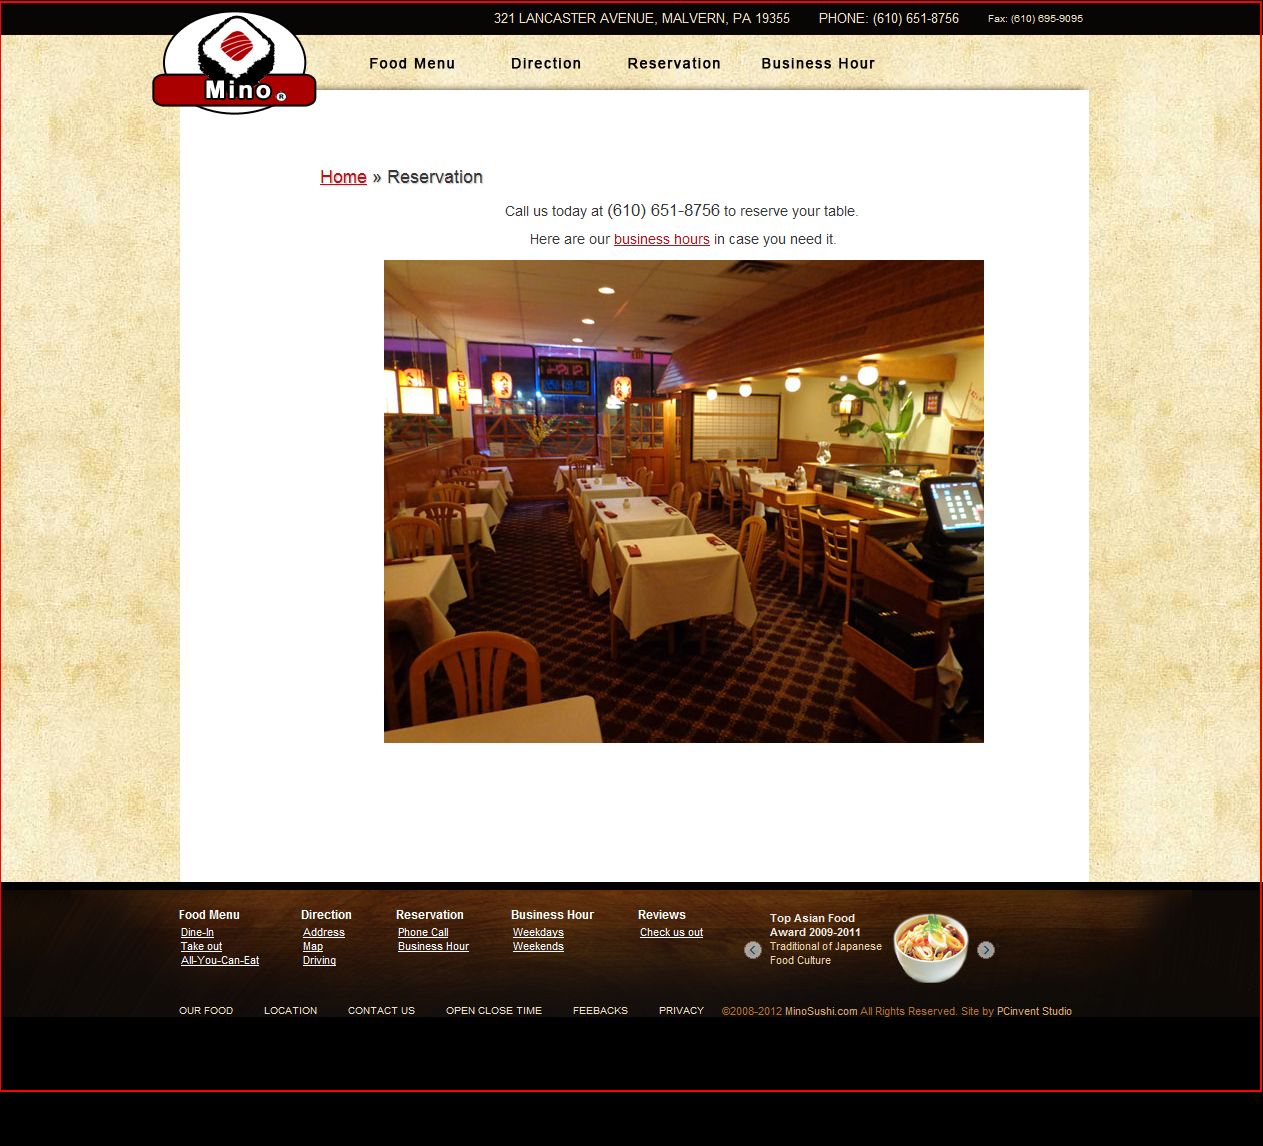 321 LANCASTER AVENUE, MALVERN, PA 19355 PHONE: (610) 651-8756 Fax: (610) 695-9095
Mino ®
Food Menu Direction Reservation Business Hour
Home » Reservation
Call us today at (610) 651-8756 to reserve your table.
Here are our business hours in case you need it.
SUSHI
Food Menu
Dine-In
Take out
All-You-Can-Eat
Direction
Address
Map
Driving
Reservation
Phone Call
Business Hour
Business Hour
Weekdays
Weekends
Reviews
Check us out
Top Asian Food
Award 2009-2011
Traditional of Japanese
Food Culture
OUR FOOD LOCATION CONTACT US OPEN CLOSE TIME FEEBACKS PRIVACY ©2008-2012 MinoSushi.com All Rights Reserved. Site by PCinvent Studio